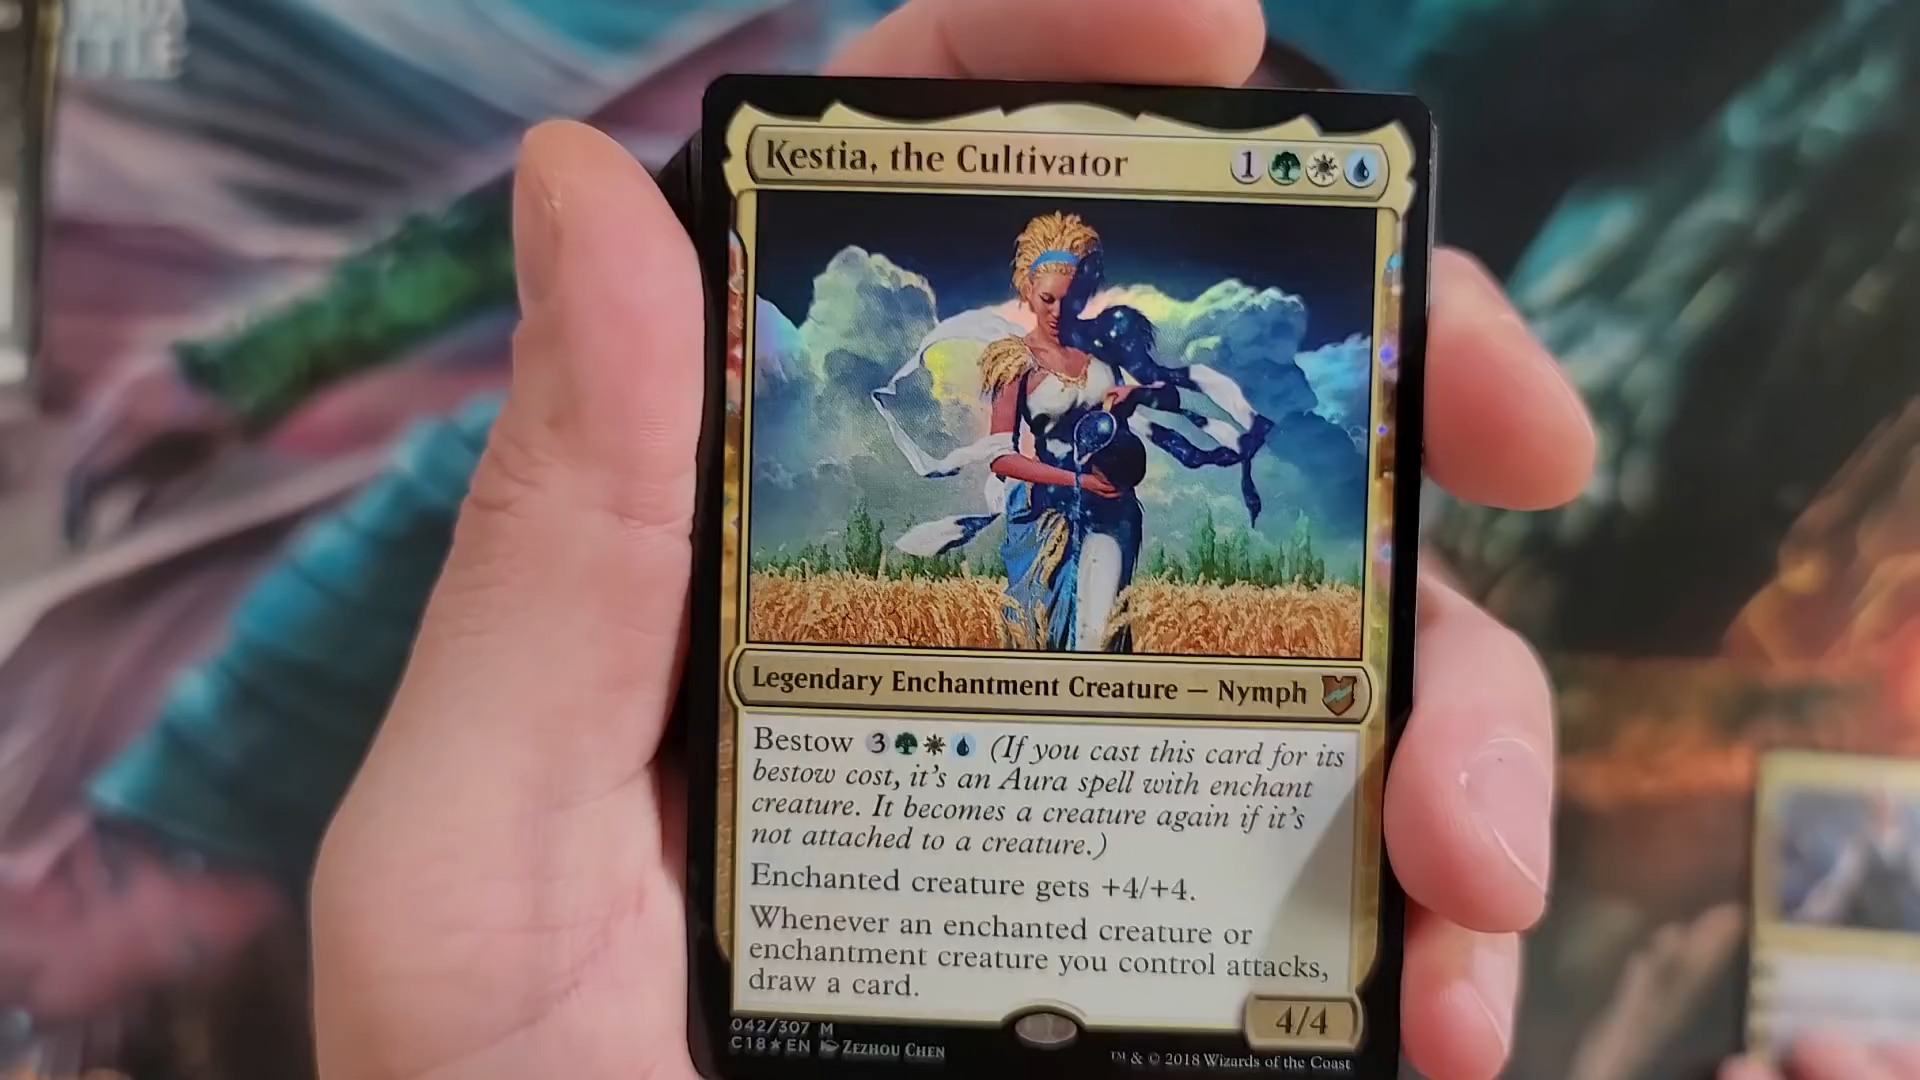 Kestia, the Cultivator 1
Legendary Enchantment Creature — Nymph
Bestow 3 (If you cast this card for its
bestow cost, it's an Aura spell with enchant
creature. It becomes a creature again if it's
not attached to a creature.)
Enchanted creature gets +4/+4.
Whenever an enchanted creature or
enchantment creature you control attacks,
draw a card.
4/4
042/307 M
C18★EN Zezhou Chen
™ & © 2018 Wizards of the Coast